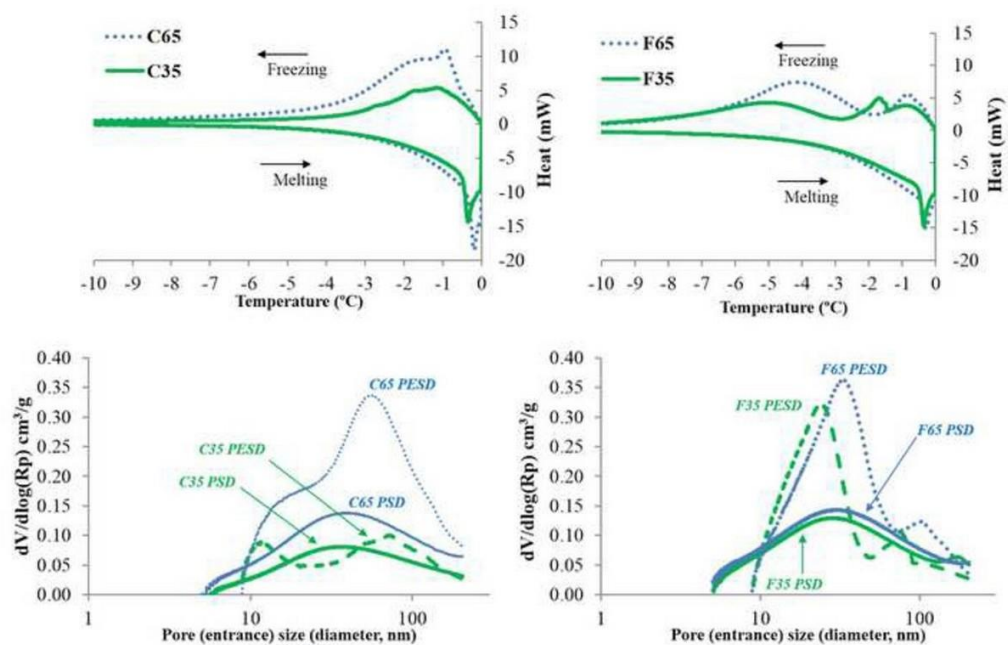 C65
C35
Freezing
Melting
15
10
5
0
-5
-10
-15
-20
Heat (mW)
-10 -9 -8 -7 -6 -5 -4 -3 -2 -1 0
Temperature (ºC)
F65
F35
Freezing
Melting
15
10
5
0
-5
-10
-15
-20
Heat (mW)
-10 -9 -8 -7 -6 -5 -4 -3 -2 -1 0
Temperature (ºC)
dV/dlog(Rp) cm³/g
0.40
0.35
0.30
0.25
0.20
0.15
0.10
0.05
0.00
C65 PESD
C35 PESD
C35 PSD
C65 PSD
1 10 100
Pore (entrance) size (diameter, nm)
dV/dlog(Rp) cm³/g
0.40
0.35
0.30
0.25
0.20
0.15
0.10
0.05
0.00
F65 PESD
F35 PESD
F65 PSD
F35 PSD
1 10 100
Pore (entrance) size (diameter, nm)